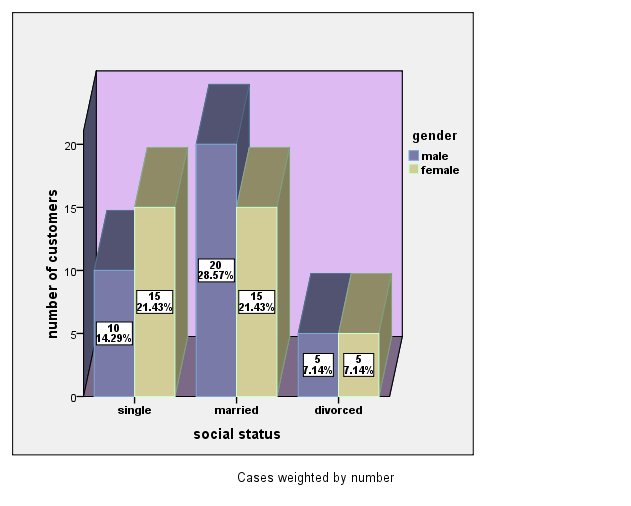 gender
male
female
number of customers
20
15
10
5
0
10
14.29%
15
21.43%
20
28.57%
15
21.43%
5
7.14%
5
7.14%
single
married
divorced
social status
Cases weighted by number